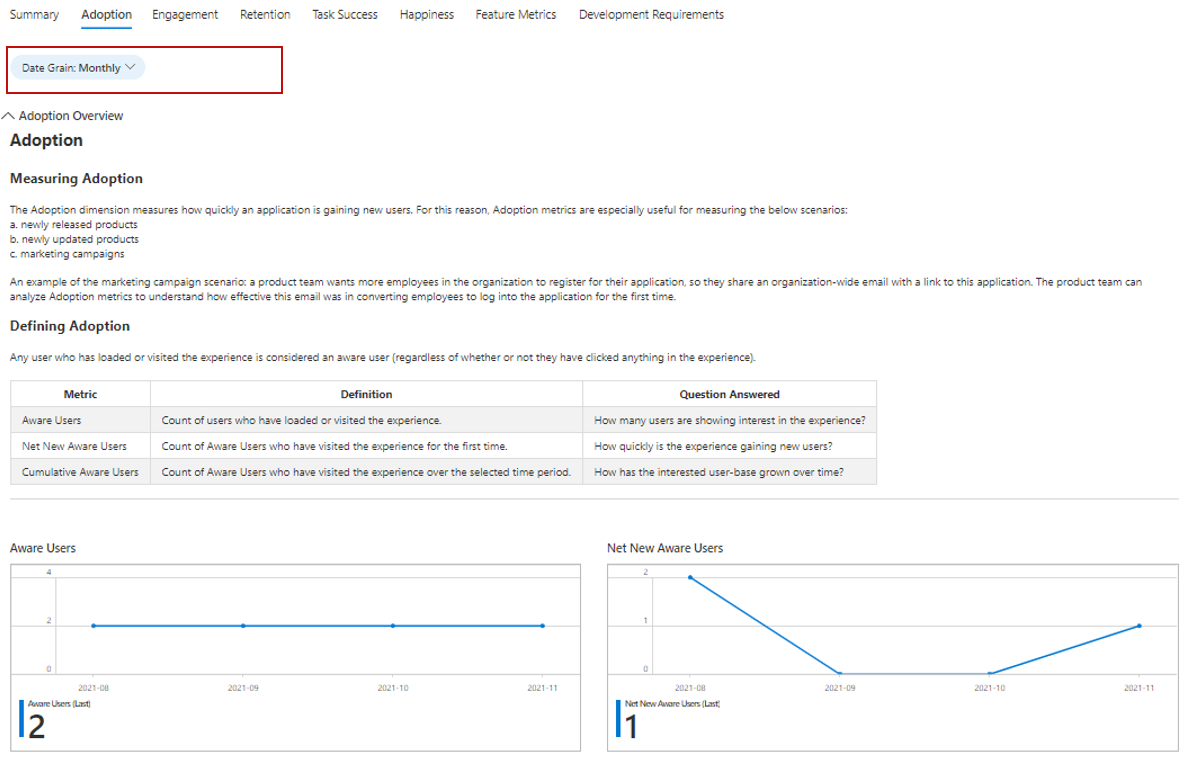 Summary Adoption Engagement Retention Task Success Happiness Feature Metrics Development Requirements
Date Grain: Monthly
Adoption Overview
Adoption
Measuring Adoption
The Adoption dimension measures how quickly an application is gaining new users. For this reason, Adoption metrics are especially useful for measuring the below scenarios:
a. newly released products
b. newly updated products
c. marketing campaigns
An example of the marketing campaign scenario: a product team wants more employees in the organization to register for their application, so they share an organization-wide email with a link to this application. The product team can
analyze Adoption metrics to understand how effective this email was in converting employees to log into the application for the first time.
Defining Adoption
Any user who has loaded or visited the experience is considered an aware user (regardless of whether or not they have clicked anything in the experience).
Metric Definition Question Answered
Aware Users Count of users who have loaded or visited the experience. How many users are showing interest in the experience?
Net New Aware Users Count of Aware Users who have visited the experience for the first time. How quickly is the experience gaining new users?
Cumulative Aware Users Count of Aware Users who have visited the experience over the selected time period. How has the interested user-base grown over time?
Aware Users
4
2
0
2021-08 2021-09 2021-10 2021-11
Aware Users (Last)
2
Net New Aware Users
2
1
0
2021-08 2021-09 2021-10 2021-11
Net New Aware Users (Last)
1